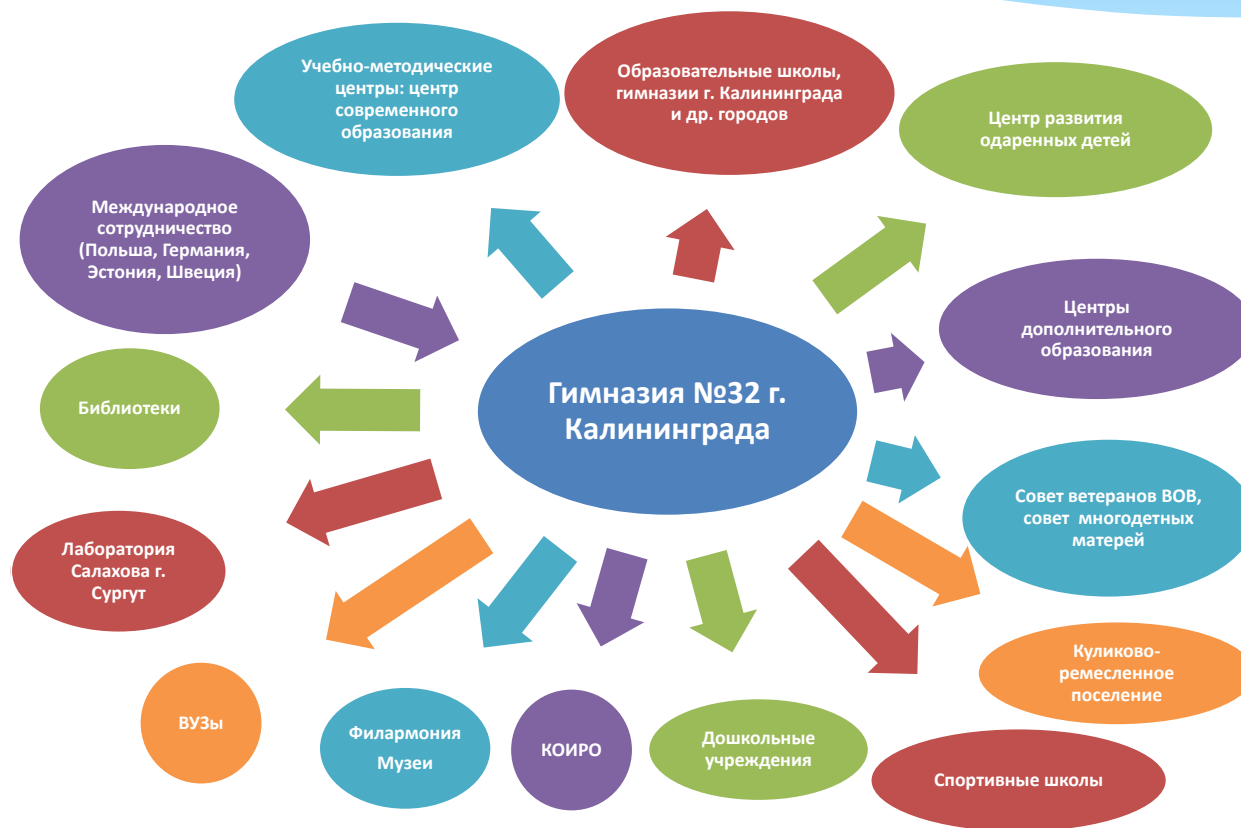 Учебно-методические
центры: центр
современного
образования
Образовательные школы,
гимназии г. Калининграда
и др. городов
Центр развития
одаренных детей
Международное
сотрудничество
(Польша, Германия,
Эстония, Швеция)
Центры
дополнительного
образования
Библиотеки
Гимназия №32 г.
Калининграда
Совет ветеранов ВОВ,
совет многодетных
матерей
Лаборатория
Салахова г.
Сургут
Куликово-
ремесленное
поселение
ВУЗы
Филармония
Музеи
КОИРО
Дошкольные
учреждения
Спортивные школы